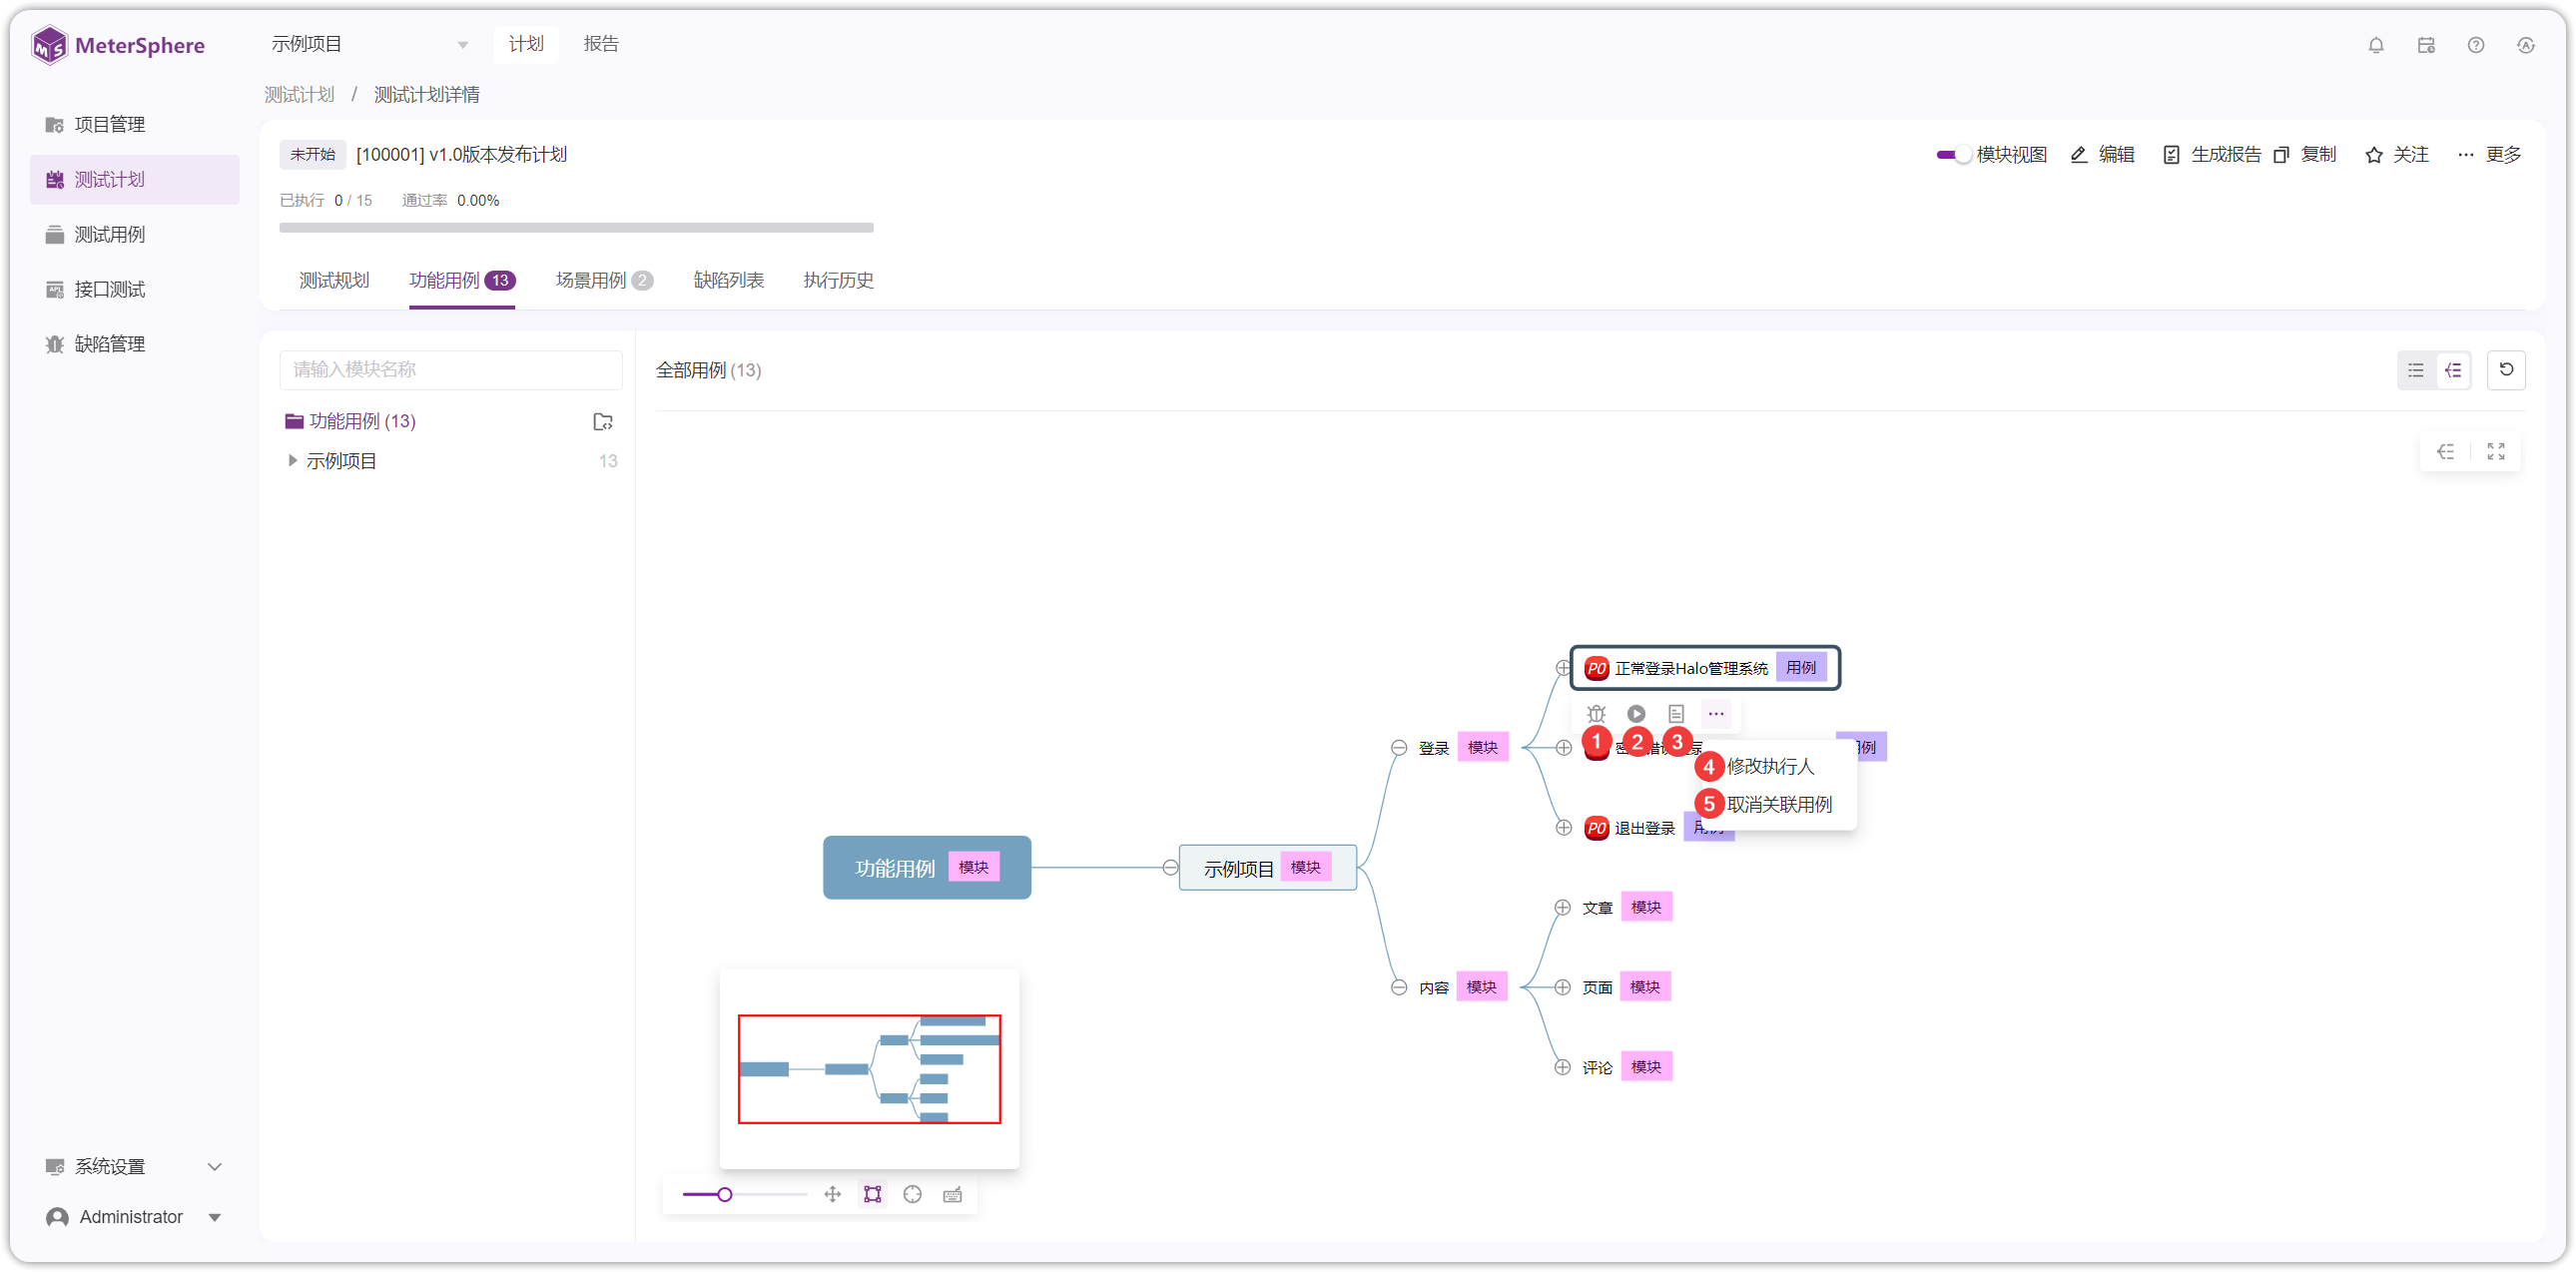 MeterSphere
示例项目
计划
报告
项目管理
测试计划
测试用例
接口测试
缺陷管理
系统设置
Administrator
测试计划 / 测试计划详情
未开始 [100001] v1.0版本发布计划
模块视图 编辑 生成报告 复制 关注 更多
已执行 0 / 15 通过率 0.00%
测试规划 功能用例 13 场景用例 2 缺陷列表 执行历史
请输入模块名称
功能用例 (13)
示例项目 13
全部用例 (13)
P0 正常登录Halo管理系统 用例
1 2 3
登录 模块
4 修改执行人
5 取消关联用例
P0 退出登录 用例
功能用例 模块
示例项目 模块
文章 模块
内容 模块
页面 模块
评论 模块